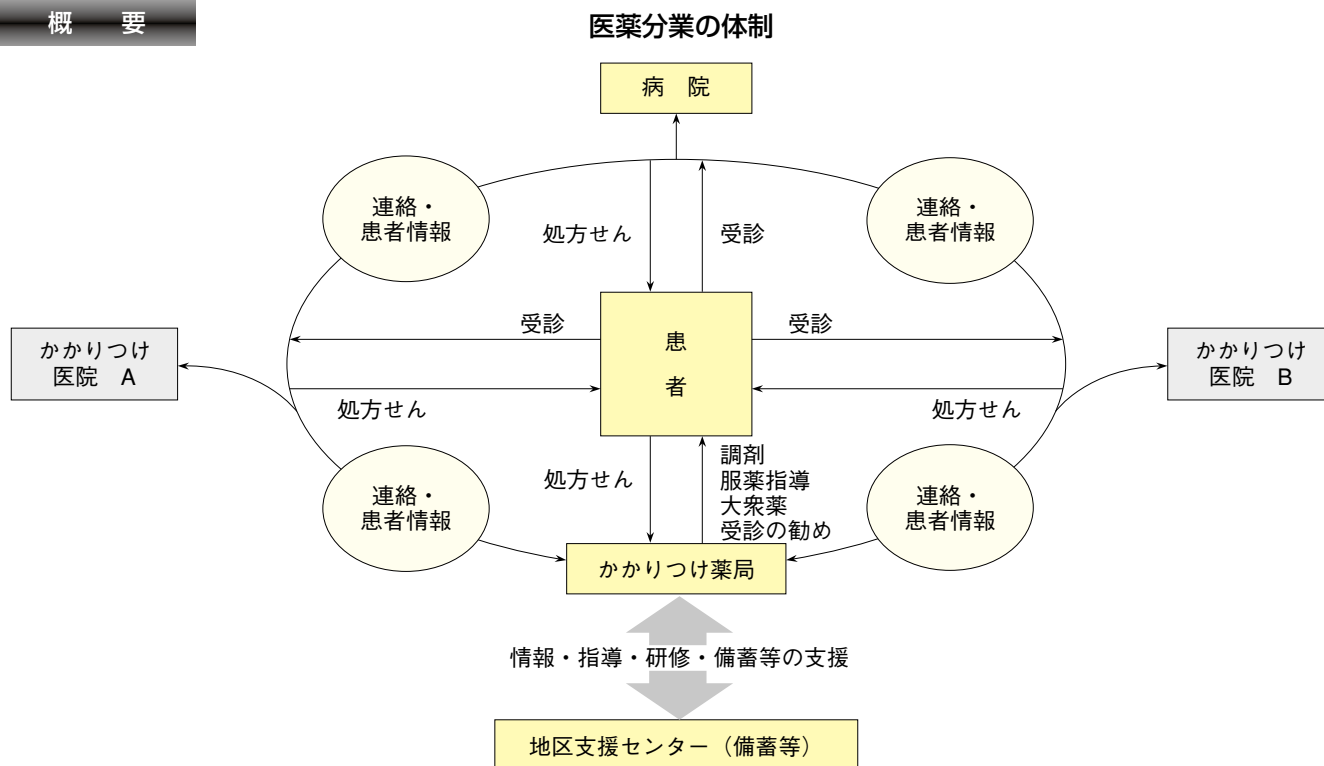 概　要
医薬分業の体制
病　院
連絡・
患者情報
連絡・
患者情報
処方せん
受診
受診
受診
患
者
かかりつけ
医院　A
かかりつけ
医院　B
処方せん
処方せん
連絡・
患者情報
処方せん
調剤
服薬指導
大衆薬
受診の勧め
連絡・
患者情報
かかりつけ薬局
情報・指導・研修・備蓄等の支援
地区支援センター（備蓄等）